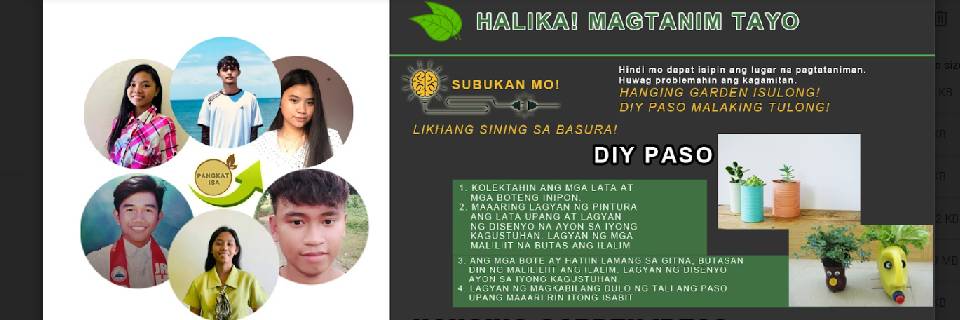 HALIKA! MAGTANIM TAYO
SUBUKAN MO!
Hindi mo dapat isipin ang lugar na pagtataniman.
Huwag problemahin ang kagamitan.
HANGING GARDEN ISULONG!
DIY PASO MALAKING TULONG!
LIKHANG SINING SA BASURA!
DIY PASO
PANGKAT
ISA
1. KOLEKTAHIN ANG MGA LATA AT
MGA BOTENG INIPON.
2. MAAARING LAGYAN NG PINTURA
ANG LATA UPANG AT LAGYAN
NG DISENYO NA AYON SA IYONG
KAGUSTUHAN. LAGYAN NG MGA
MALILIIT NA BUTAS ANG ILALIM
3. ANG MGA BOTE AY HATIIN LAMANG SA GITNA, BUTASAN
DIN NG MALILIIT ANG ILALIM. LAGYAN NG DISENYO
AYON SA IYONG KAGUSTUHAN.
4. LAGYAN NG MAGKABILANG DULO NG TALI ANG PASO
UPANG MAAARI RIN ITONG ISABIT